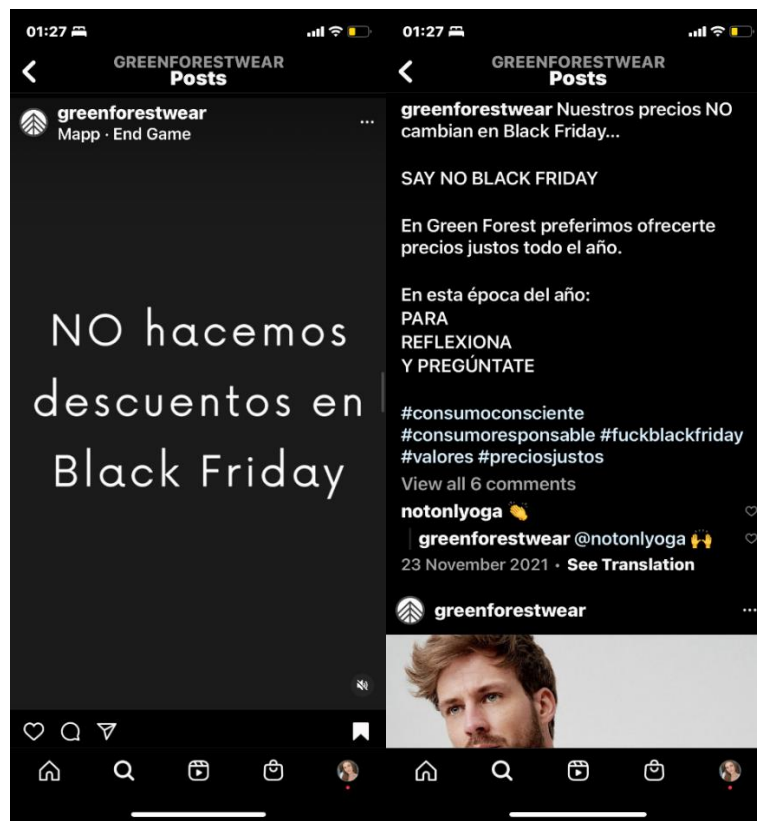 01:27
GREENFORESTWEAR
Posts
greenforestwear
Mapp · End Game
NO hacemos
descuentos en
Black Friday
01:27
GREENFORESTWEAR
Posts
greenforestwear Nuestros precios NO
cambian en Black Friday...
SAY NO BLACK FRIDAY
En Green Forest preferimos ofrecerte
precios justos todo el año.
En esta época del año:
PARA
REFLEXIONA
Y PREGÚNTATE
#consumoconsciente
#consumoresponsable #fuckblackfriday
#valores #preciosjustos
View all 6 comments
notonlyoga 👏
greenforestwear @notonlyoga 🙌
23 November 2021 · See Translation
greenforestwear